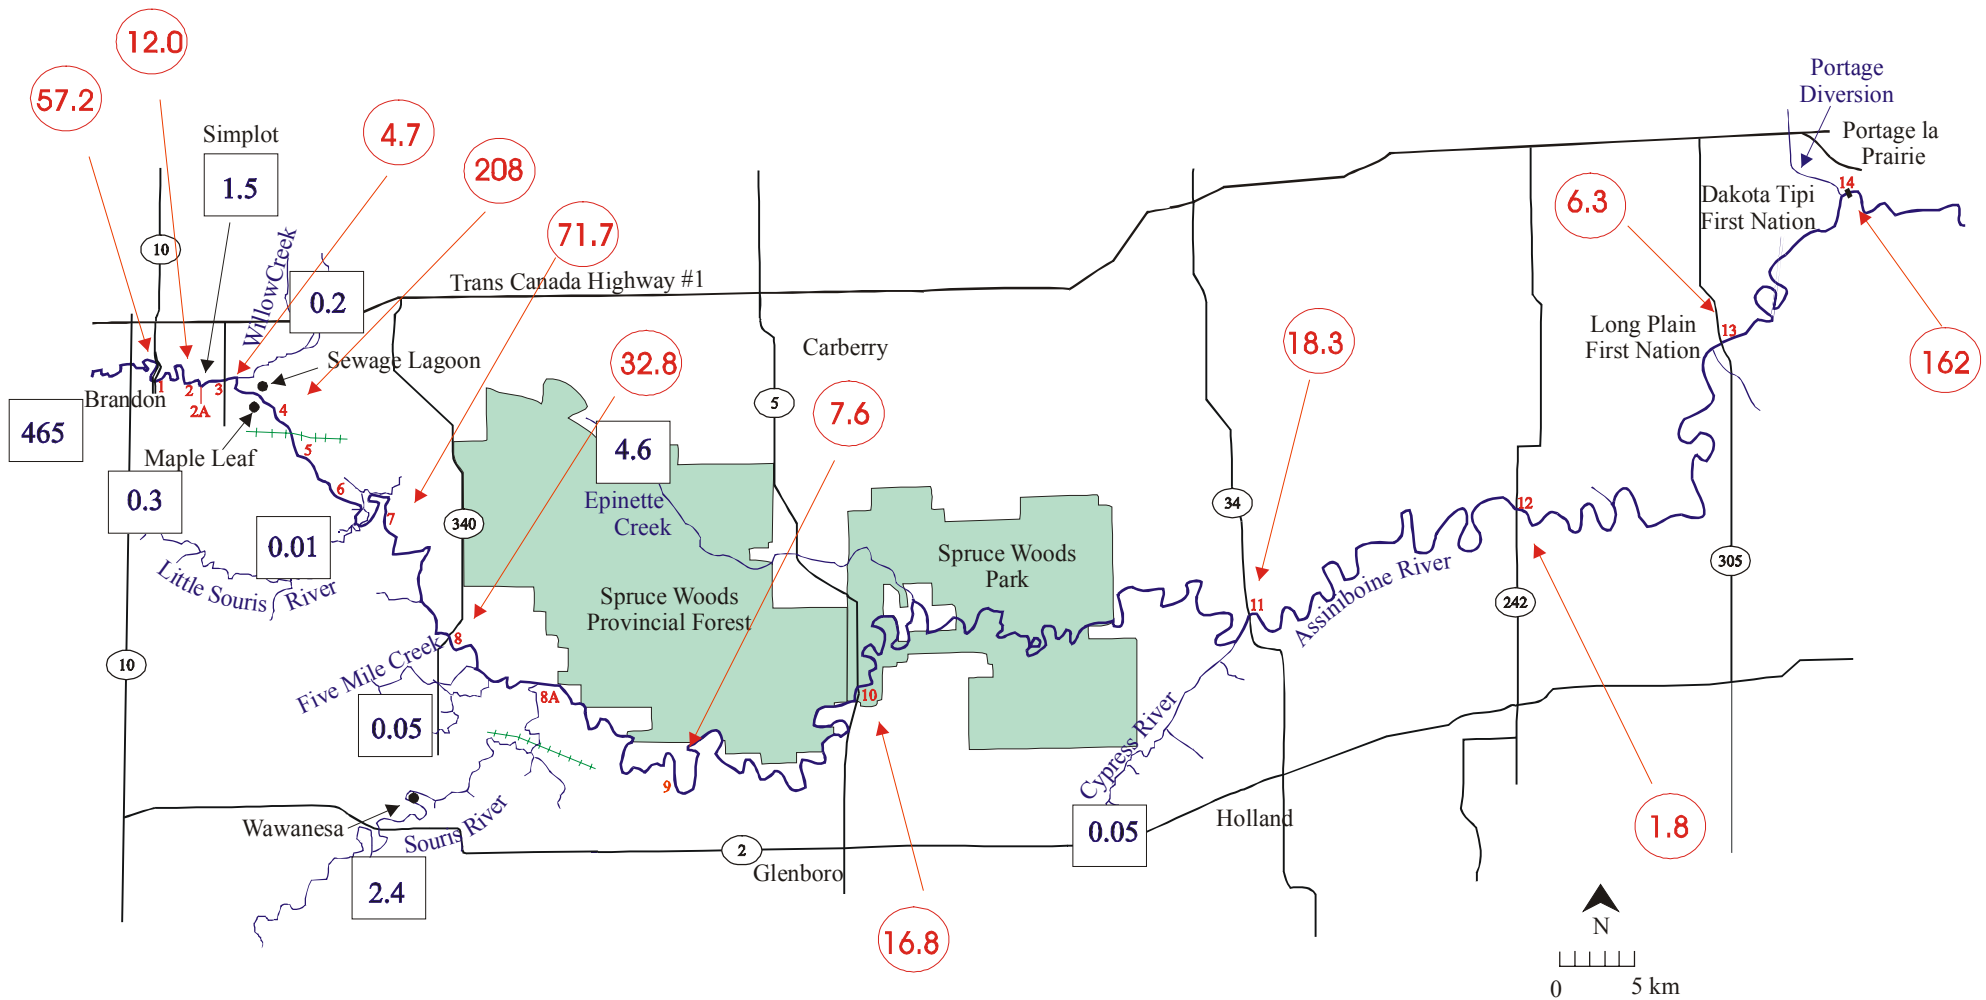 12.0
57.2
Simplot
4.7
1.5
208
71.7
10
WillowCreek
0.2
Trans Canada Highway #1
Portage
Diversion
Portage la
Prairie
14
6.3
Dakota Tipi
First Nation
162
13
Long Plain
First Nation
18.3
Carberry
32.8
7.6
5
Sewage Lagoon
1
2
3
2A
4
Brandon
465
Maple Leaf
5
4.6
Epinette
Creek
6
0.3
7
0.01
340
34
12
Spruce Woods
Park
305
Little Souris River
Spruce Woods
Provincial Forest
11
Assiniboine River
242
8
10
Five Mile Creek
8A
10
0.05
9
Cypress River
Wawanesa
Souris River
0.05
Holland
1.8
2
Glenboro
2.4
16.8
N
0
5 km